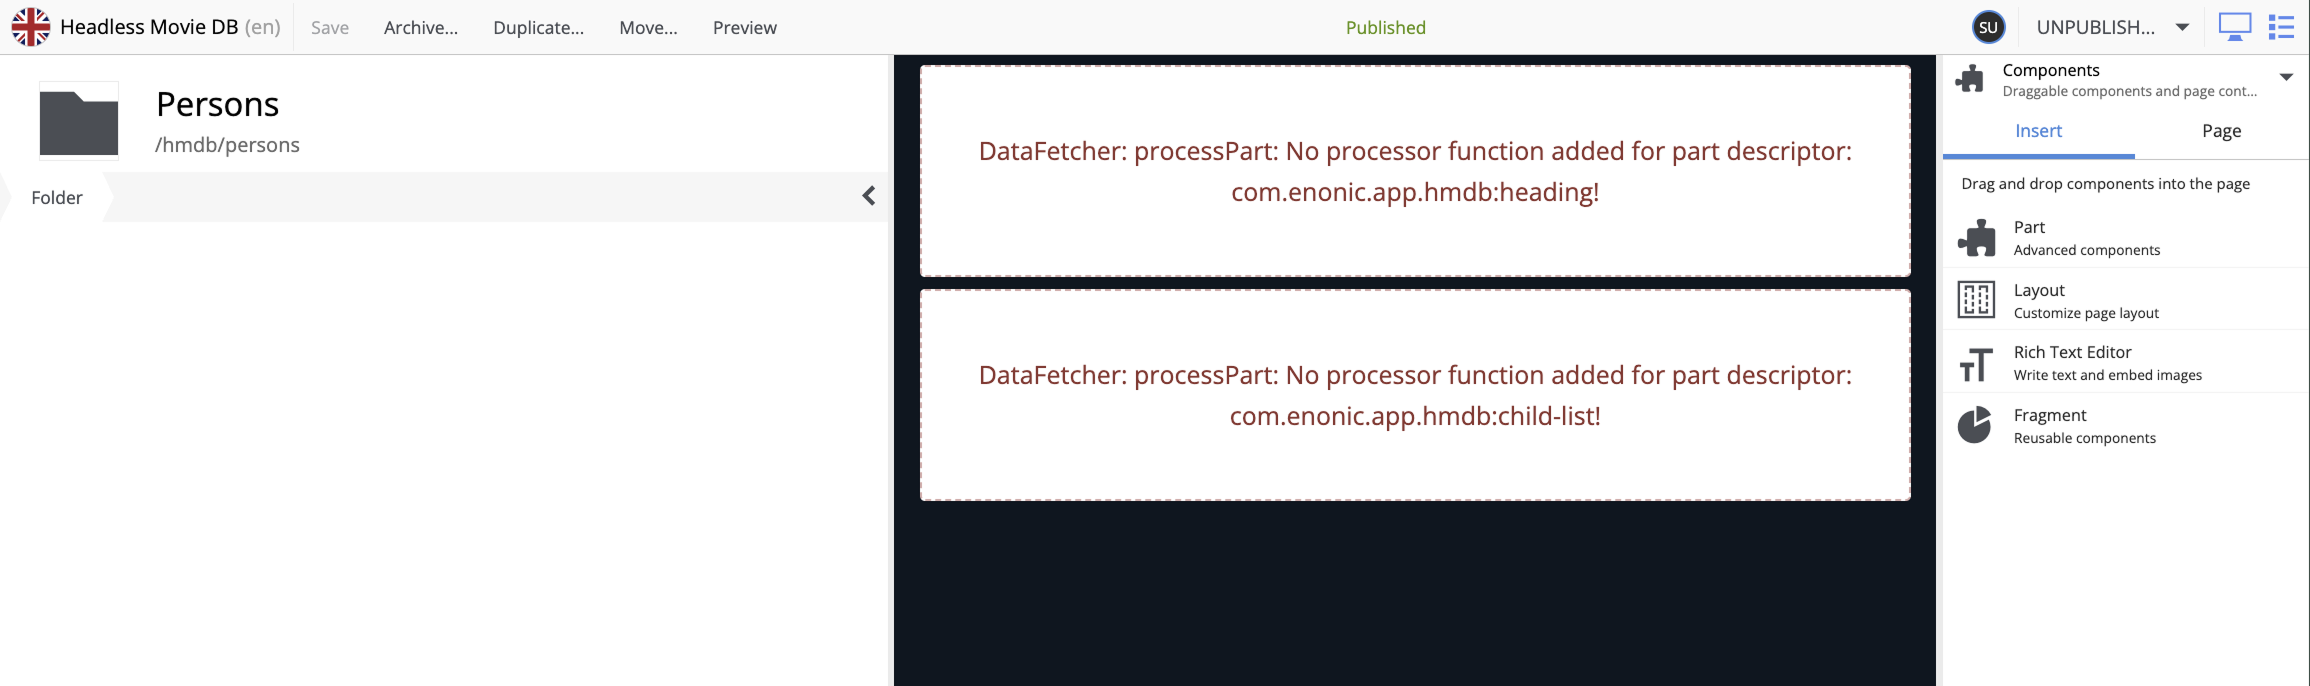 Headless Movie DB (en) Save Archive... Duplicate... Move... Preview Published SU UNPUBLISH...
Persons
/hmdb/persons
Folder
DataFetcher: processPart: No processor function added for part descriptor:
com.enonic.app.hmdb:heading!
DataFetcher: processPart: No processor function added for part descriptor:
com.enonic.app.hmdb:child-list!
Components
Draggable components and page cont...
Insert Page
Drag and drop components into the page
Part
Advanced components
Layout
Customize page layout
Rich Text Editor
Write text and embed images
Fragment
Reusable components